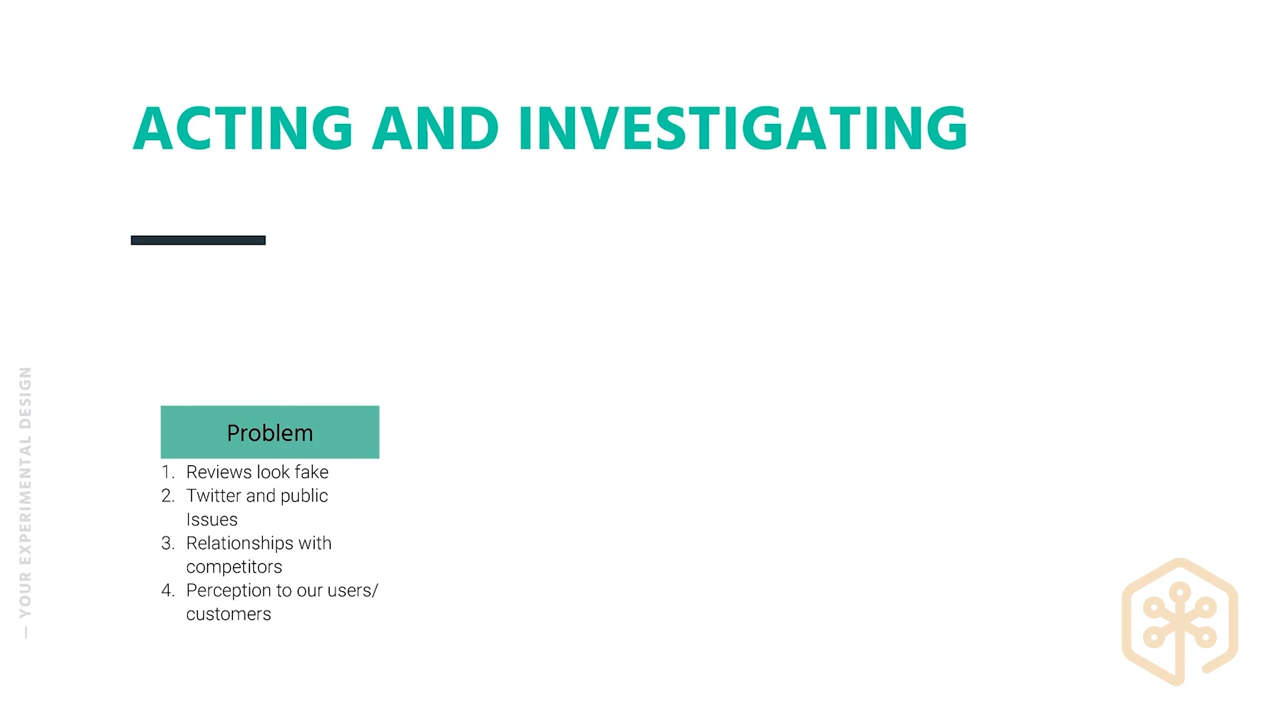 ACTING AND INVESTIGATING
— YOUR EXPERIMENTAL DESIGN
Problem
1. Reviews look fake
2. Twitter and public
Issues
3. Relationships with
competitors
4. Perception to our users/
customers